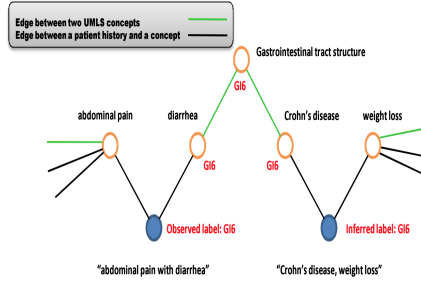 Edge between two UMLS concepts
Edge between a patient history and a concept
Gastrointestinal tract structure
GI6
abdominal pain
diarrhea
Crohn's disease
weight loss
GI6
GI6
Observed label: GI6
Inferred label: GI6
"abdominal pain with diarrhea"
"Crohn's disease, weight loss"